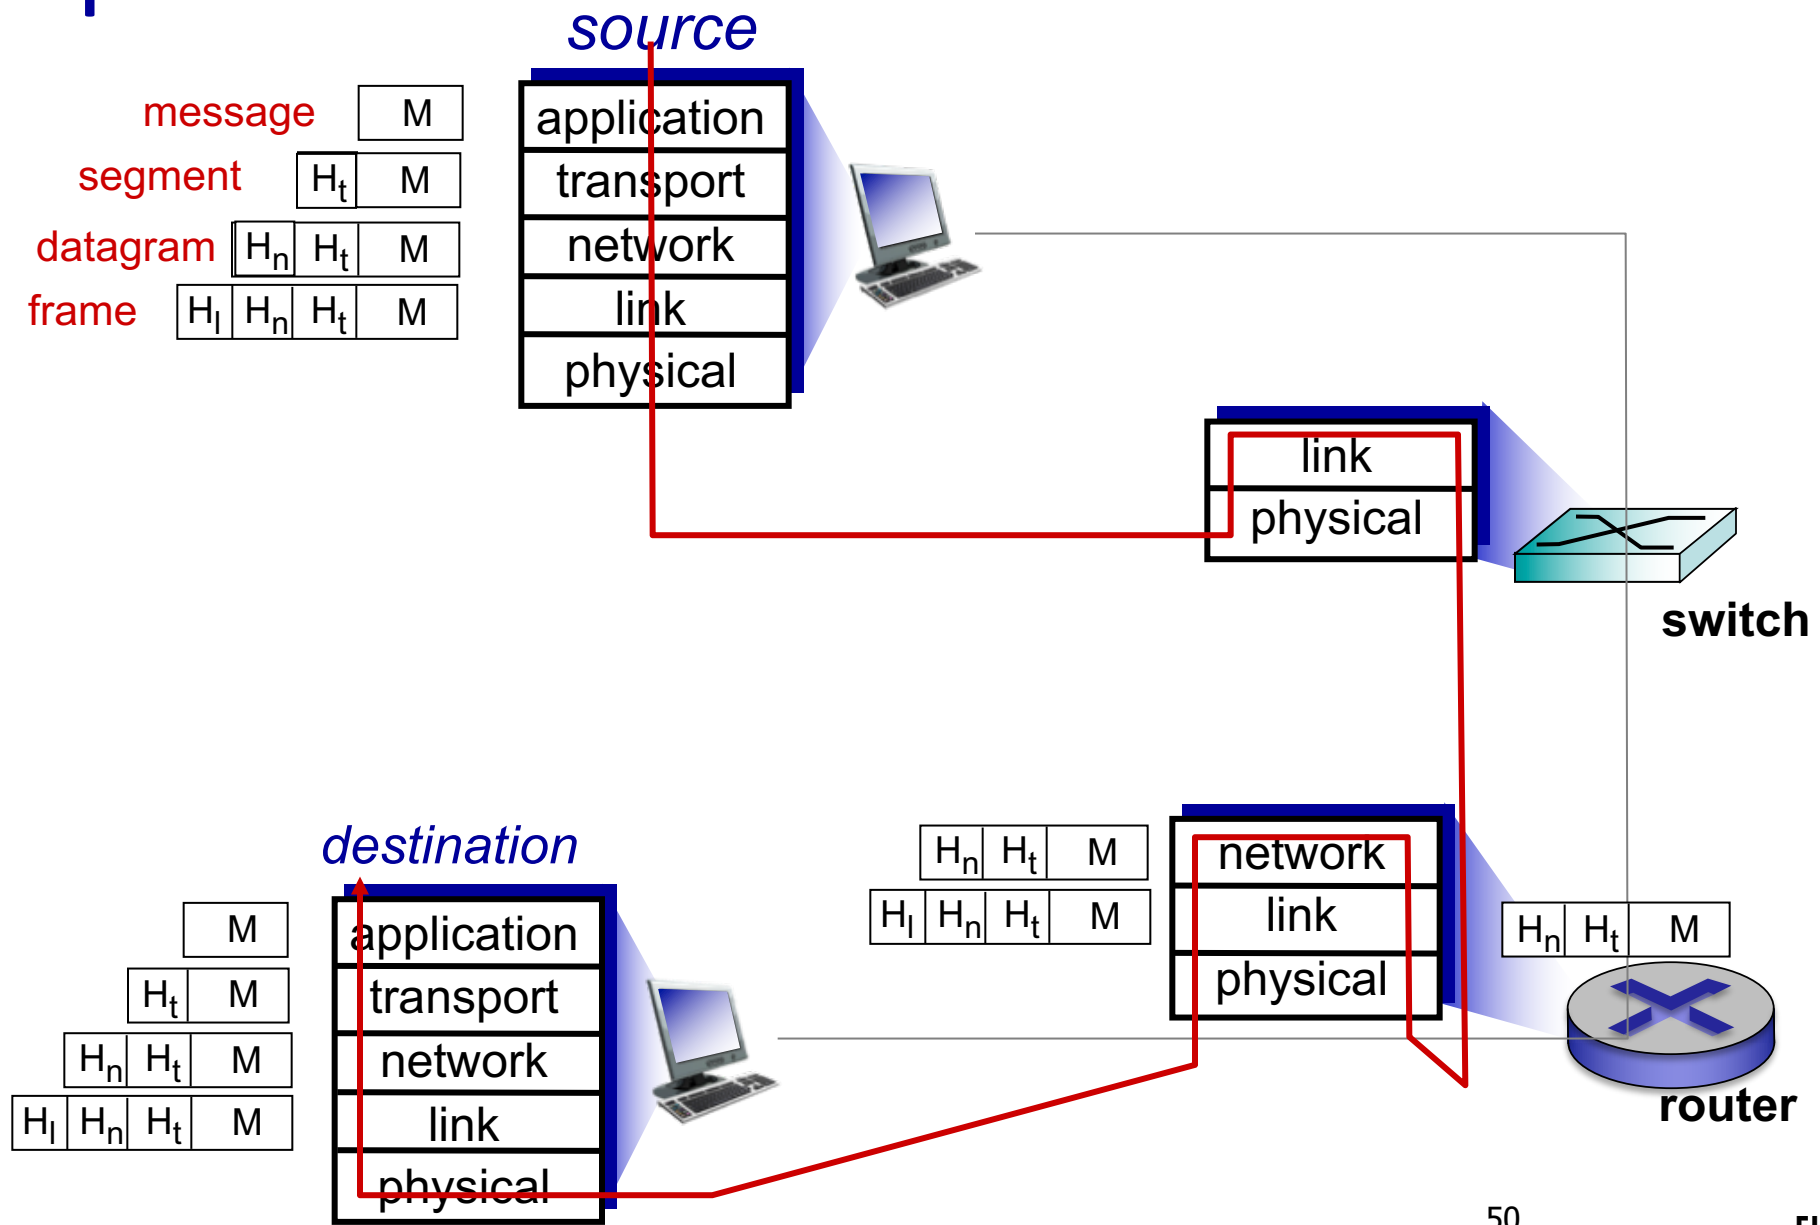 source
message M
segment Ht M
datagram Hn Ht M
frame Hl Hn Ht M
application
transport
network
link
physical
link
physical
switch
destination
M
Ht M
Hn Ht M
Hl Hn Ht M
application
transport
network
link
physical
Hn Ht M
Hl Hn Ht M
network
link
physical
Hn Ht M
router
50